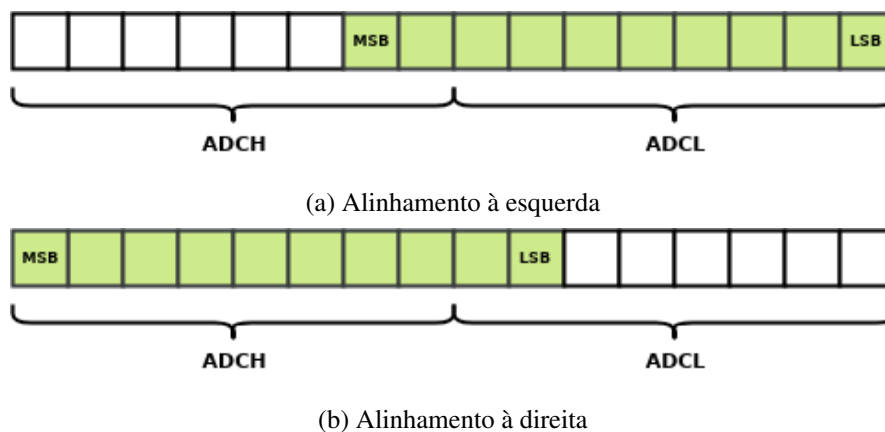 MSB LSB
ADCH ADCL
(a) Alinhamento à esquerda
MSB LSB
ADCH ADCL
(b) Alinhamento à direita